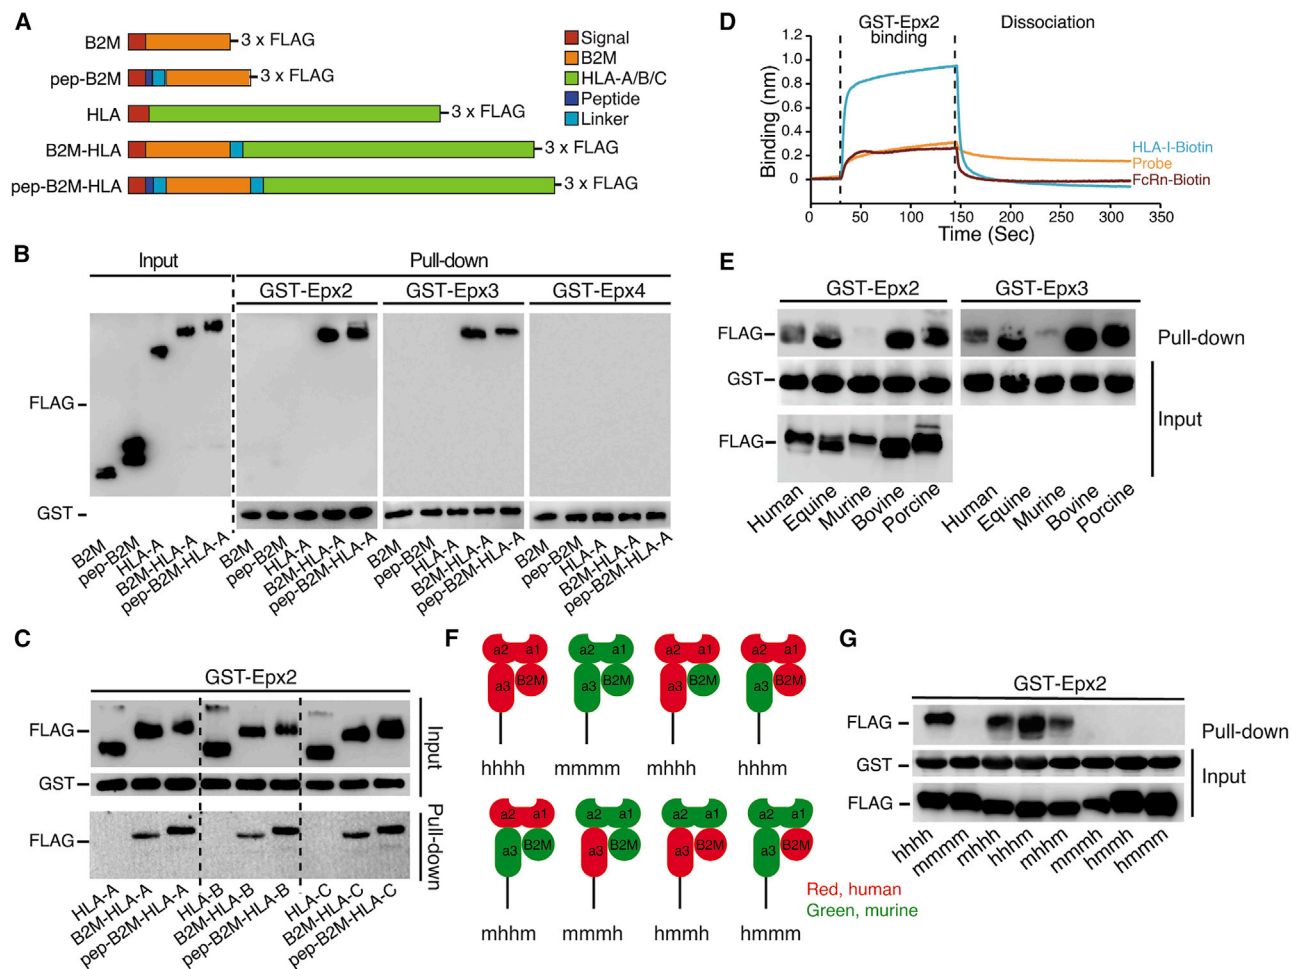 A
B2M
3 x FLAG
pep-B2M
3 x FLAG
HLA
3 x FLAG
B2M-HLA
3 x FLAG
pep-B2M-HLA
3 x FLAG
Signal
B2M
HLA-A/B/C
Peptide
Linker
B
Input
Pull-down
GST-Epx2
GST-Epx3
GST-Epx4
FLAG
GST
B2M
pep-B2M
HLA-A
B2M-HLA-A
pep-B2M-HLA-A
B2M
pep-B2M
HLA-A
B2M-HLA-A
pep-B2M-HLA-A
B2M
pep-B2M
HLA-A
B2M-HLA-A
pep-B2M-HLA-A
B2M
pep-B2M
HLA-A
B2M-HLA-A
pep-B2M-HLA-A
C
GST-Epx2
FLAG
GST
Input
FLAG
Pull-down
HLA-A
B2M-HLA-A
pep-B2M-HLA-A
HLA-B
B2M-HLA-B
pep-B2M-HLA-B
HLA-C
B2M-HLA-C
pep-B2M-HLA-C
D
GST-Epx2
binding
Dissociation
Binding (nm)
1.2
1.0
0.8
0.6
0.4
0.2
0
0
50
100
150
200
250
300
350
Time (Sec)
HLA-I-Biotin
Probe
FcRn-Biotin
E
GST-Epx2
GST-Epx3
FLAG
Pull-down
GST
Input
FLAG
Human
Equine
Murine
Bovine
Porcine
Human
Equine
Murine
Bovine
Porcine
F
a2 a1
a3 B2M
hhhh
a2 a1
a3 B2M
mmmm
a2 a1
a3 B2M
mhhh
a2 a1
a3 B2M
hhhm
a2 a1
a3 B2M
mhhm
a2 a1
a3 B2M
mmmh
a2 a1
a3 B2M
hmmh
a2 a1
a3 B2M
hmmm
Red, human
Green, murine
G
GST-Epx2
FLAG
Pull-down
GST
Input
FLAG
hhhh
mmmm
mhhh
hhhm
mhhm
mmmh
hmmh
hmmm